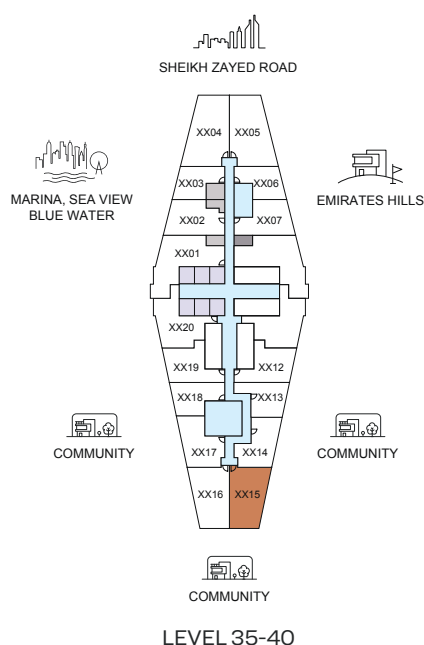 SHEIKH ZAYED ROAD
XX04 XX05
MARINA, SEA VIEW
BLUE WATER
XX03 XX06
EMIRATES HILLS
XX02 XX07
XX01
XX20
XX19 XX12
XX18 XX13
COMMUNITY
XX17 XX14
COMMUNITY
XX16 XX15
COMMUNITY
LEVEL 35-40